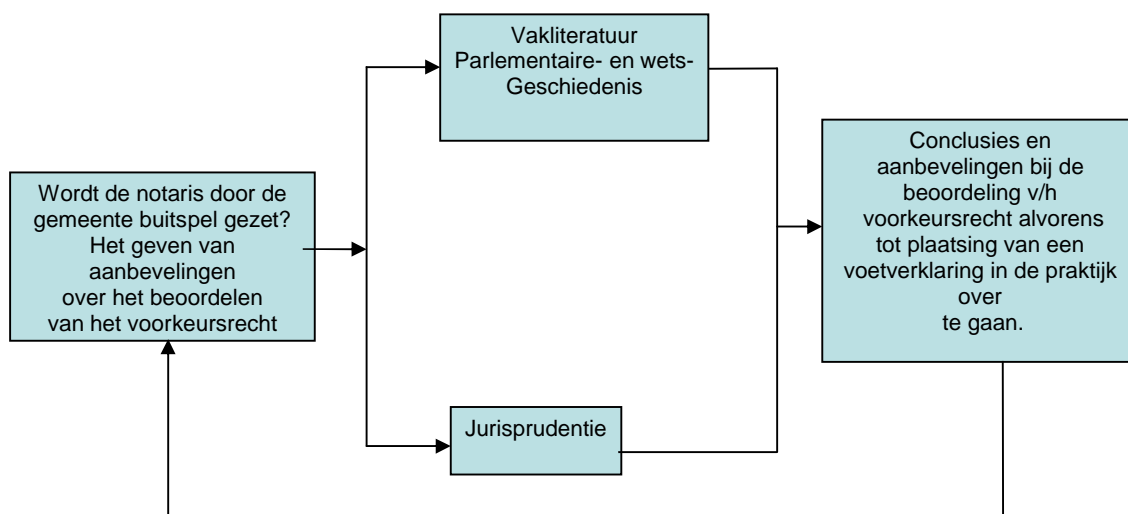 Wordt de notaris door de
gemeente buitspel gezet?
Het geven van
aanbevelingen
over het beoordelen
van het voorkeursrecht
Vakliteratuur
Parlementaire- en wets-
Geschiedenis
Jurisprudentie
Conclusies en
aanbevelingen bij de
beoordeling v/h
voorkeursrecht alvorens
tot plaatsing van een
voetverklaring in de praktijk
over
te gaan.